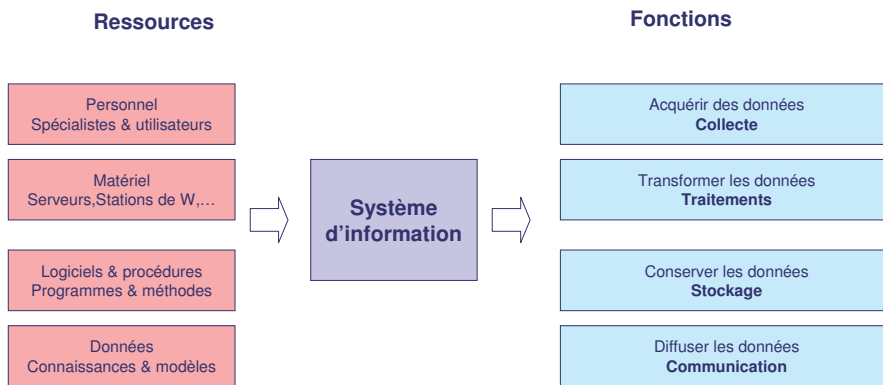 Ressources
Fonctions
Personnel
Spécialistes & utilisateurs
Matériel
Serveurs,Stations de W,…
Logiciels & procédures
Programmes & méthodes
Données
Connaissances & modèles
Système
d’information
Acquérir des données
Collecte
Transformer les données
Traitements
Conserver les données
Stockage
Diffuser les données
Communication